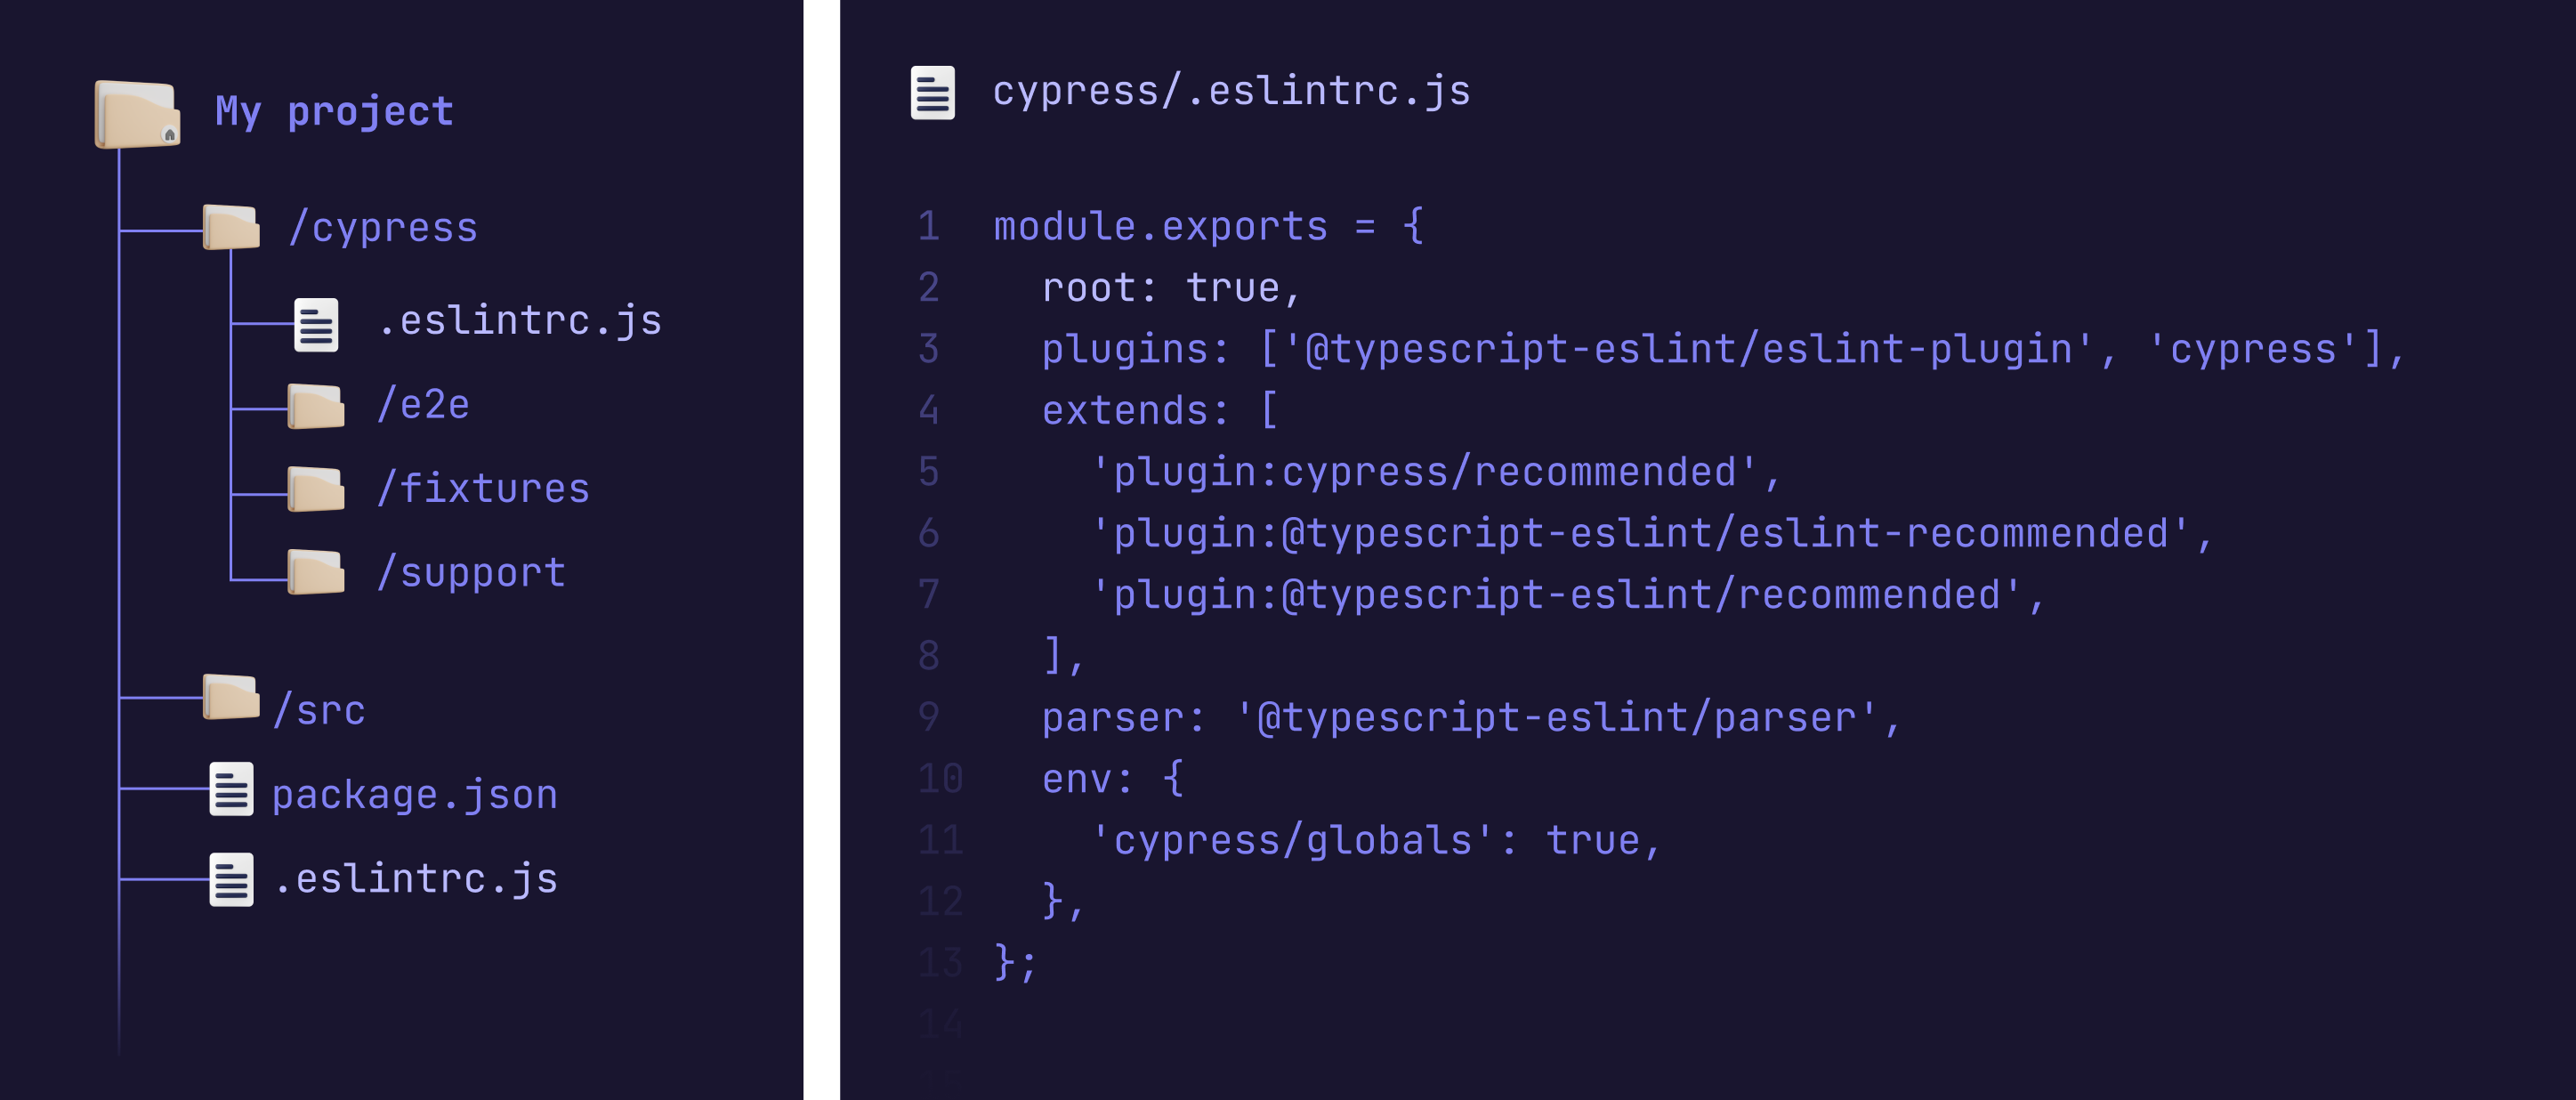 My project
/cypress
.eslintrc.js
/e2e
/fixtures
/support
/src
package.json
.eslintrc.js
cypress/.eslintrc.js
1 module.exports = {
2 root: true,
3 plugins: ['@typescript-eslint/eslint-plugin', 'cypress'],
4 extends: [
5 'plugin:cypress/recommended',
6 'plugin:@typescript-eslint/eslint-recommended',
7 'plugin:@typescript-eslint/recommended',
8 ],
9 parser: '@typescript-eslint/parser',
10 env: {
11 'cypress/globals': true,
12 },
13 };
14